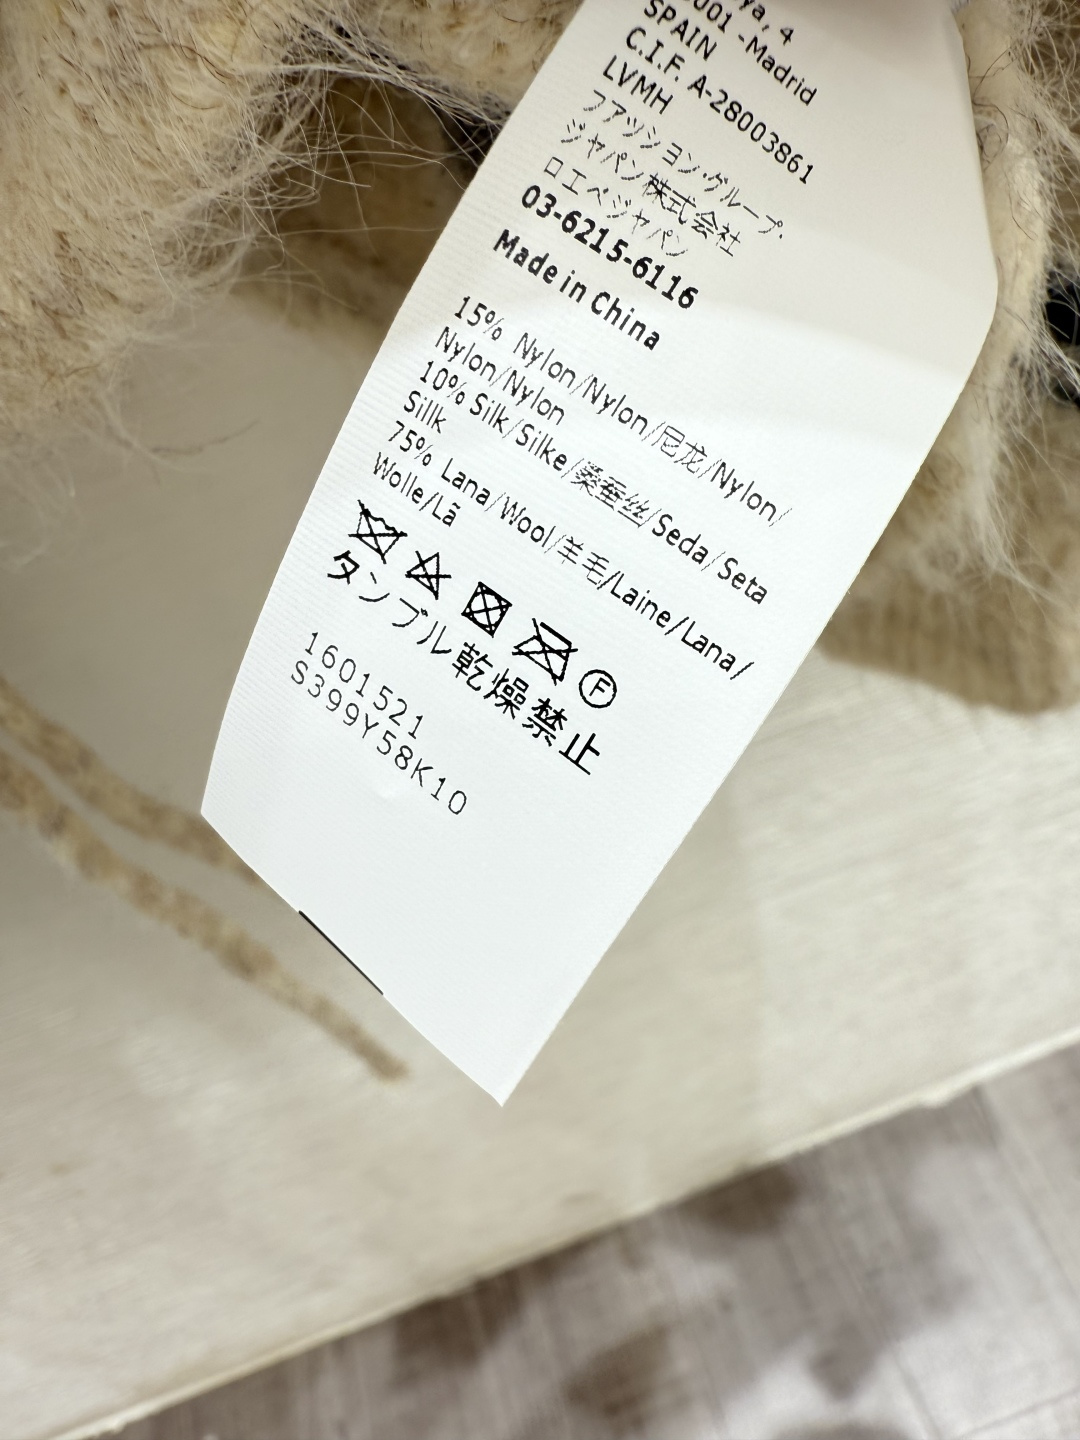 ya, 4
001 -Madrid
SPAIN
C.I.F. A-28003861
LVMH
ファッション・グループ・
ジャパン株式会社
ロエベジャパン
03-6215-6116
Made in China
15% Nylon/Nylon/尼龙/Nylon/
Nylon/Nylon
10% Silk/Silke/桑蚕丝/Seda/Seta
Sillk
75% Lana/Wool/羊毛/Laine/Lana/
Wolle/Lã
F
タンブル乾燥禁止
1601521
S399Y58K10